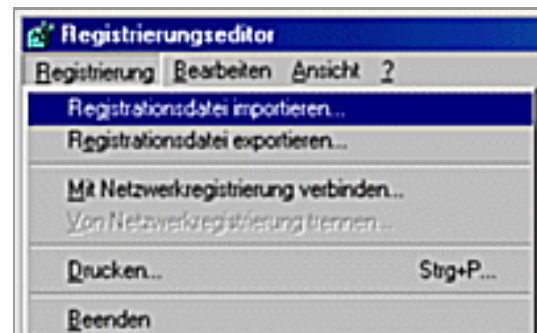 Registrierungseditor
Registrierung Bearbeiten Ansicht ?
Registrationsdatei importieren...
Registrationsdatei exportieren...
Mit Netzwerkregistrierung verbinden...
Von Netzwerkregistrierung trennen...
Drucken... Strg+P...
Beenden